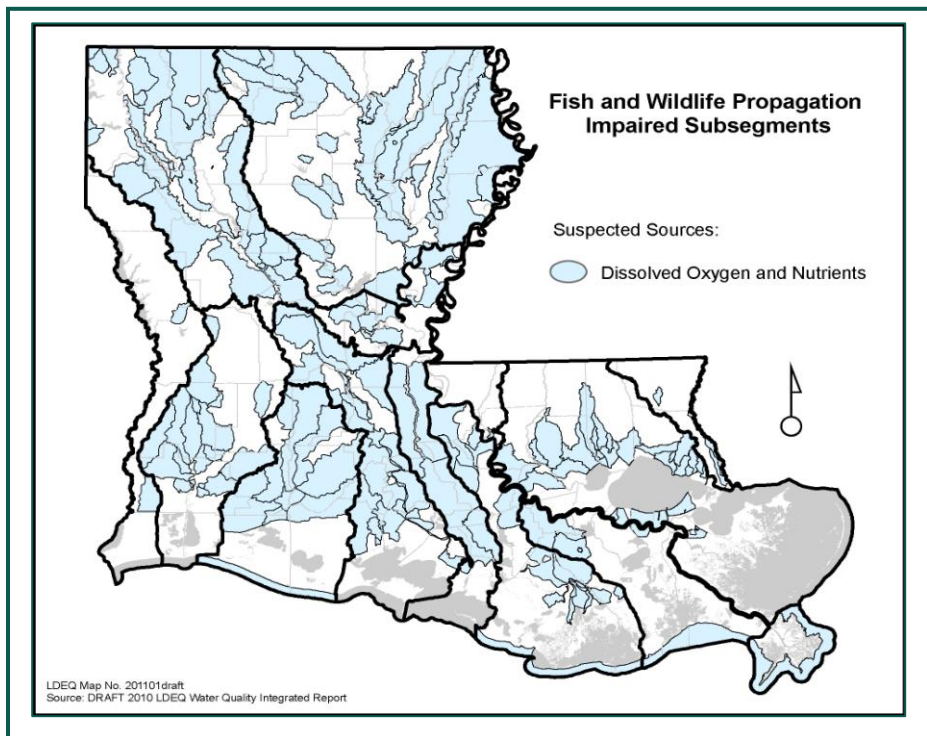 Fish and Wildlife Propagation
Impaired Subsegments
Suspected Sources:
Dissolved Oxygen and Nutrients
LDEQ Map No. 201101draft
Source: DRAFT 2010 LDEQ Water Quality Integrated Report